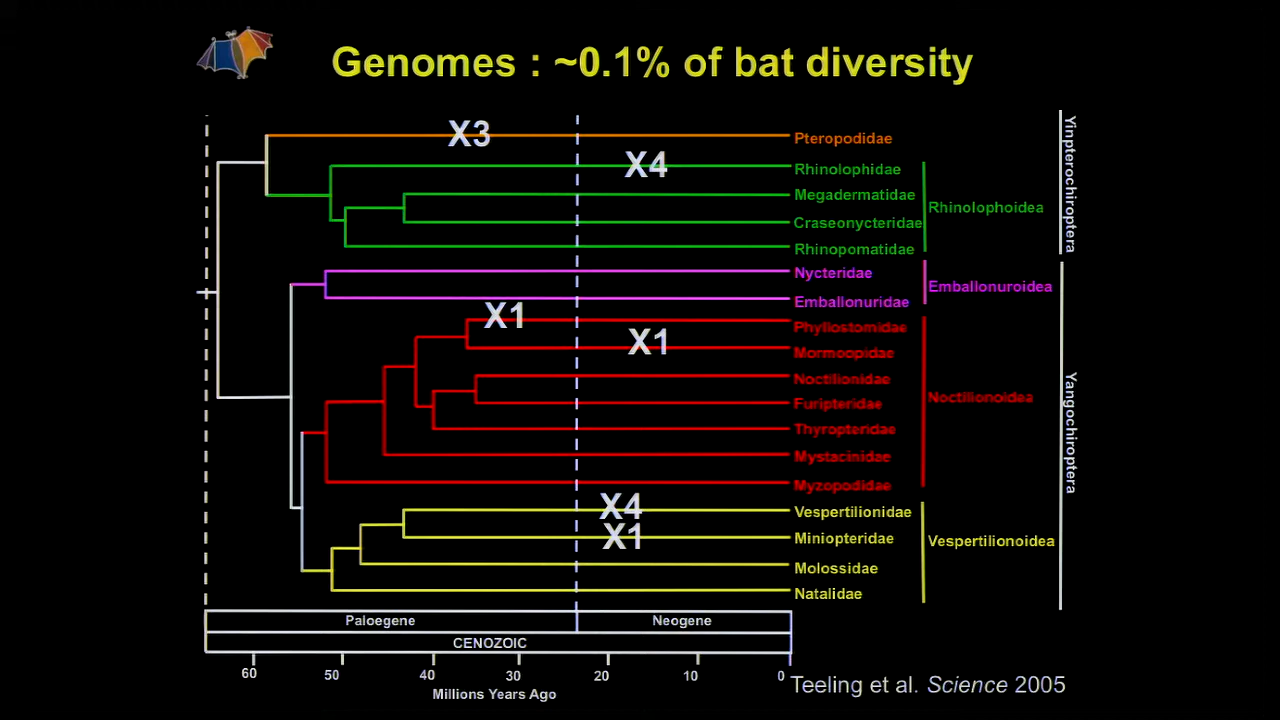 Genomes : ~0.1% of bat diversity
X3
Pteropodidae
X4
Rhinolophidae
Megadermatidae
Craseonycteridae
Rhinopomatidae
Rhinolophoidea
Yinpterochiroptera
Nycteridae
Emballonuridae
Emballonuroidea
X1
Phyllostomidae
X1
Mormoopidae
Noctilionidae
Furipteridae
Thyropteridae
Mystacinidae
Myzopodidae
Noctilionoidea
Yangochiroptera
X4
Vespertilionidae
X1
Miniopteridae
Molossidae
Natalidae
Vespertilionoidea
Paloegene
Neogene
CENOZOIC
60 50 40 30 20 10 0
Millions Years Ago
Teeling et al. Science 2005